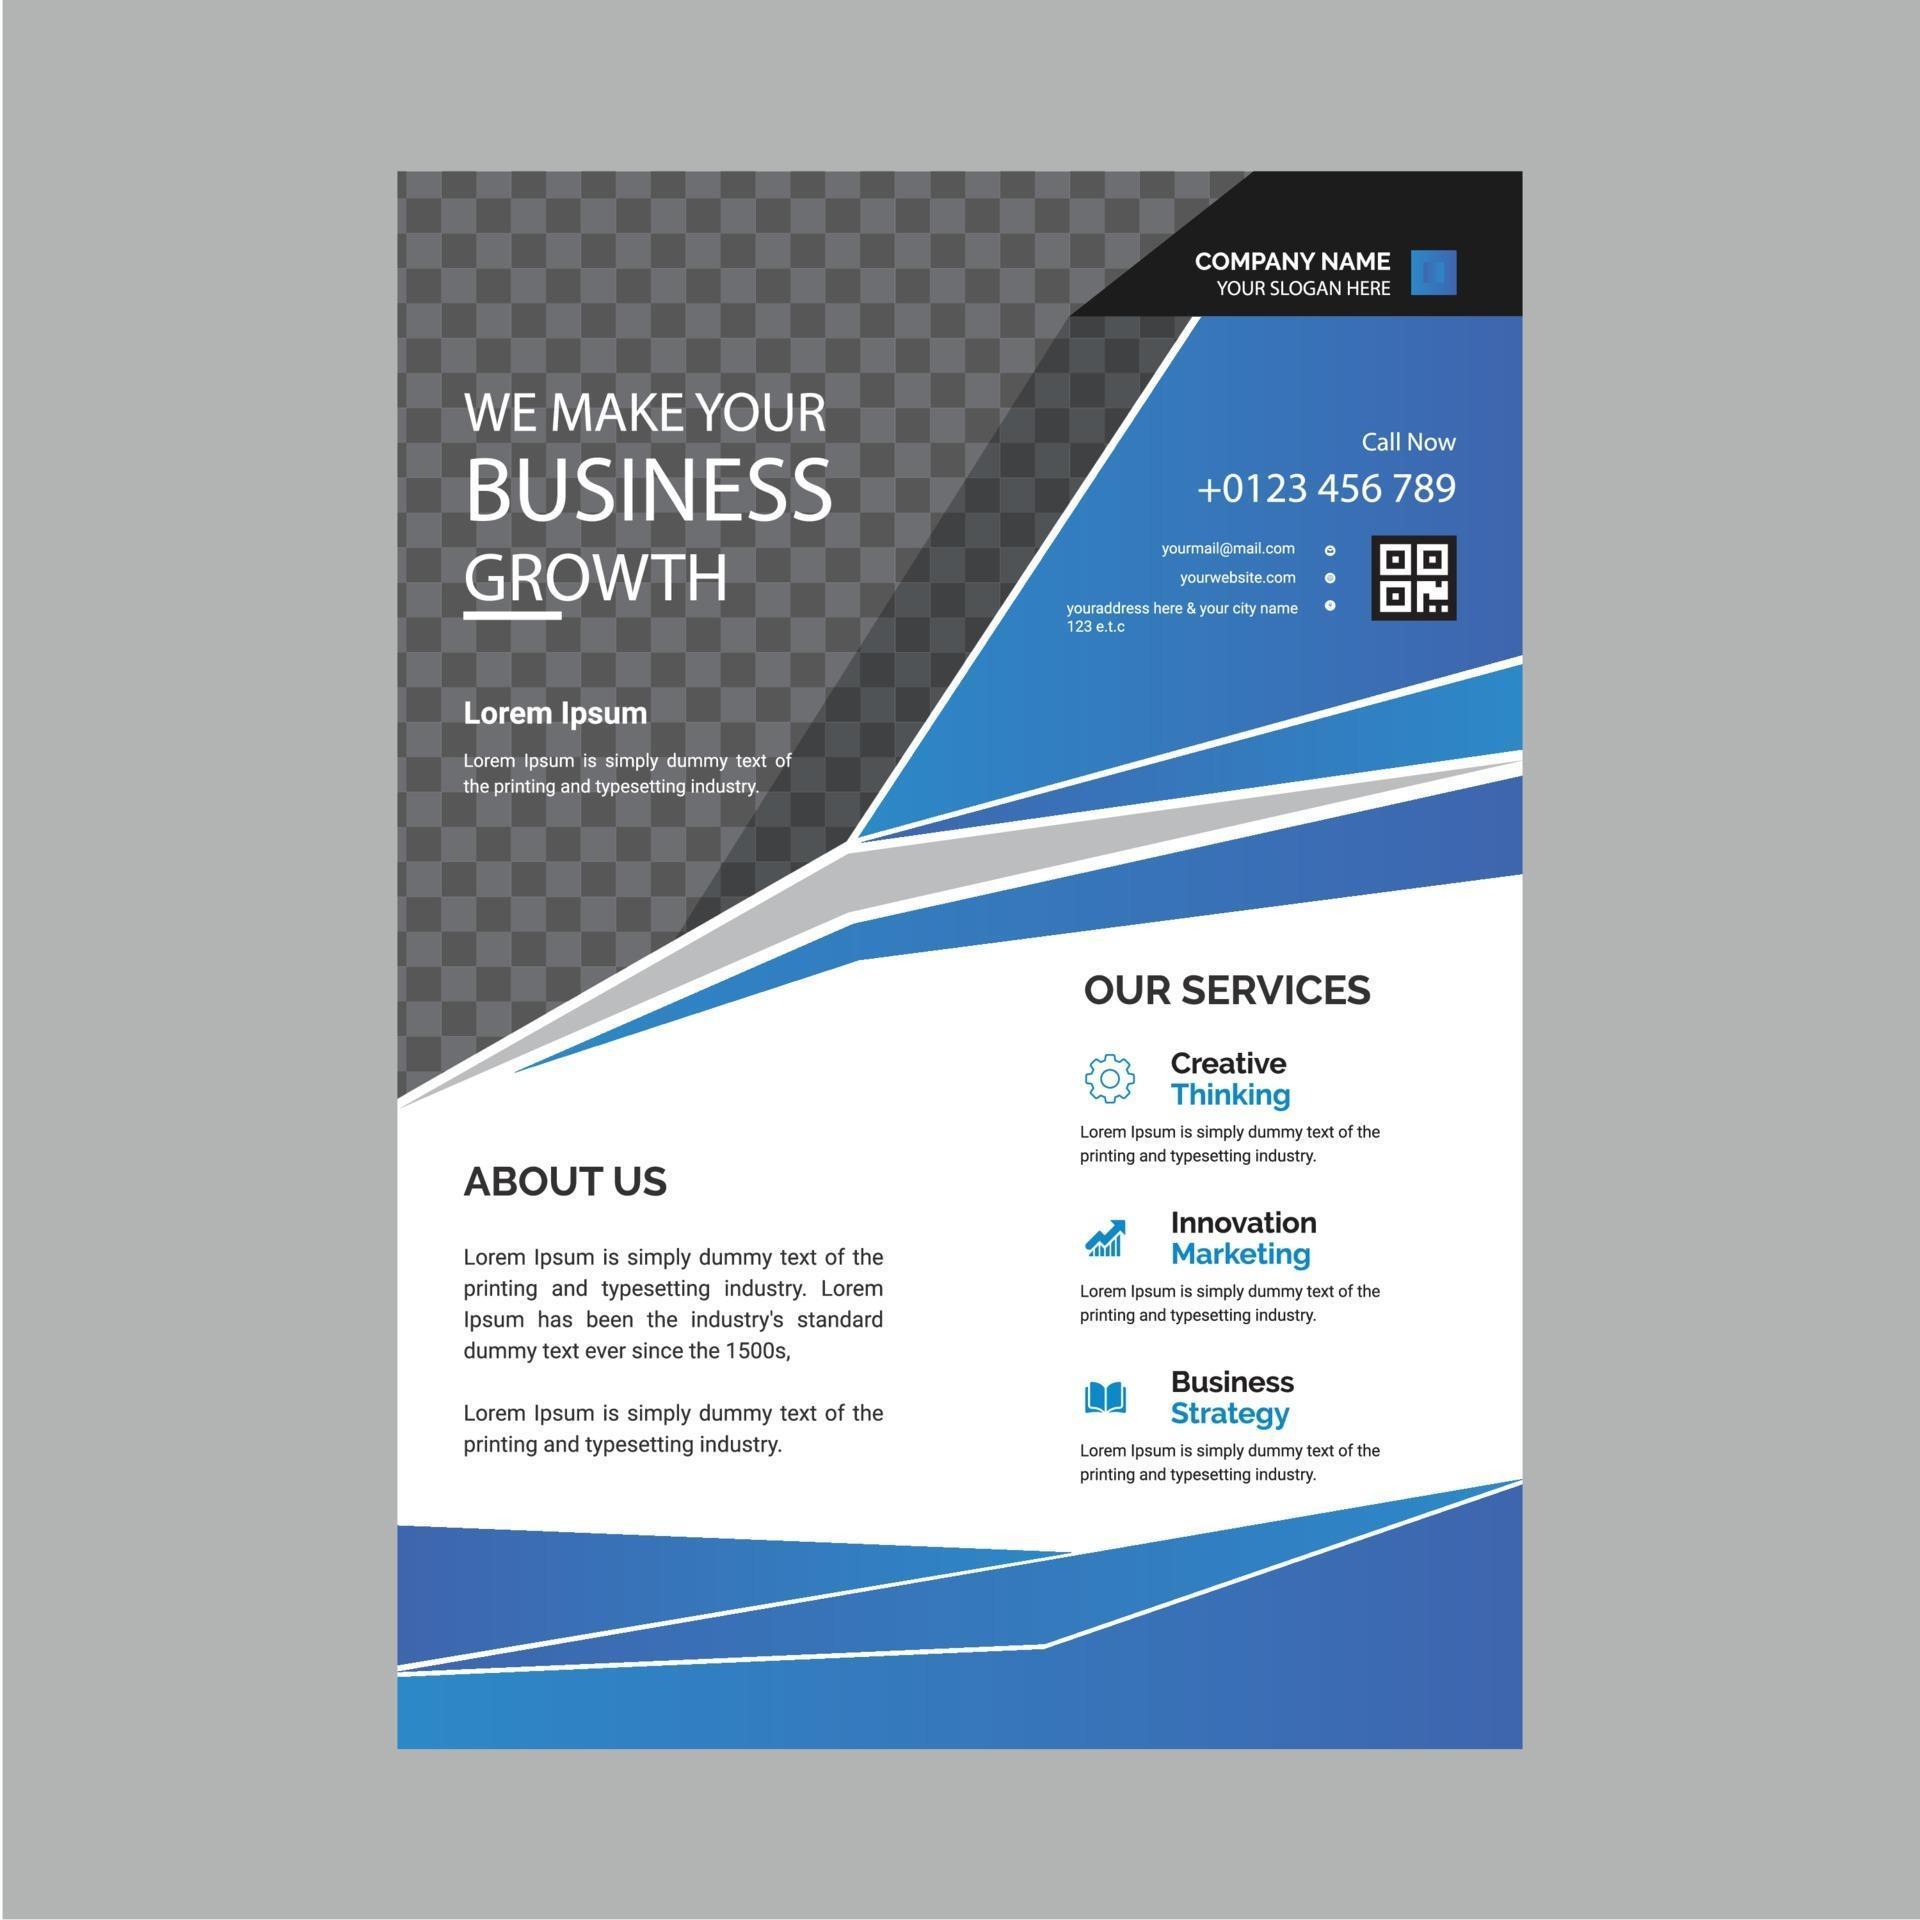 COMPANY NAME
YOUR SLOGAN HERE
WE MAKE YOUR
BUSINESS
GROWTH
Lorem Ipsum
Lorem Ipsum is simply dummy text of
the printing and typesetting industry.
Call Now
+0123 456 789
yourmail@mail.com
yourwebsite.com
youraddress here & your city name
123 e.t.c
ABOUT US
Lorem Ipsum is simply dummy text of the
printing and typesetting industry. Lorem
Ipsum has been the industry's standard
dummy text ever since the 1500s,
Lorem Ipsum is simply dummy text of the
printing and typesetting industry.
OUR SERVICES
Creative
Thinking
Lorem Ipsum is simply dummy text of the
printing and typesetting industry.
Innovation
Marketing
Lorem Ipsum is simply dummy text of the
printing and typesetting industry.
Business
Strategy
Lorem Ipsum is simply dummy text of the
printing and typesetting industry.